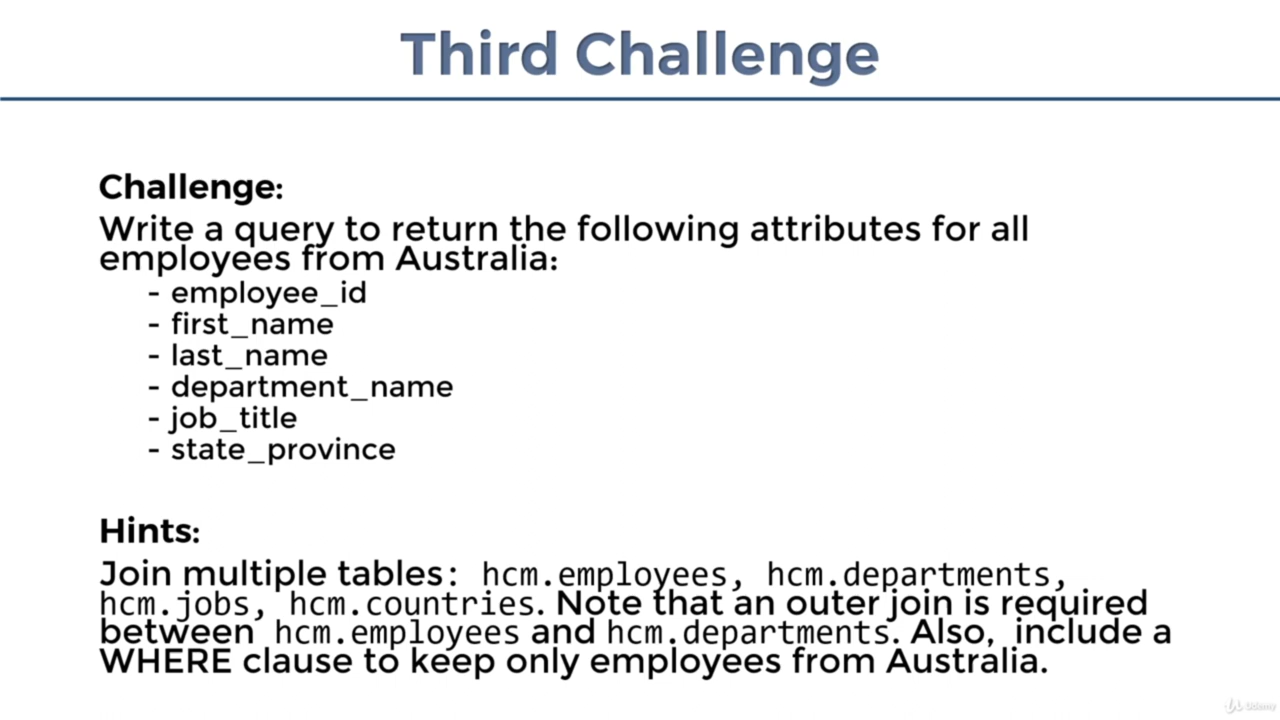 Third Challenge
Challenge:
Write a query to return the following attributes for all
employees from Australia:
- employee_id
- first_name
- last_name
- department_name
- job_title
- state_province
Hints:
Join multiple tables: hcm.employees, hcm.departments,
hcm.jobs, hcm.countries. Note that an outer join is required
between hcm.employees and hcm.departments. Also, include a
WHERE clause to keep only employees from Australia.
Udemy